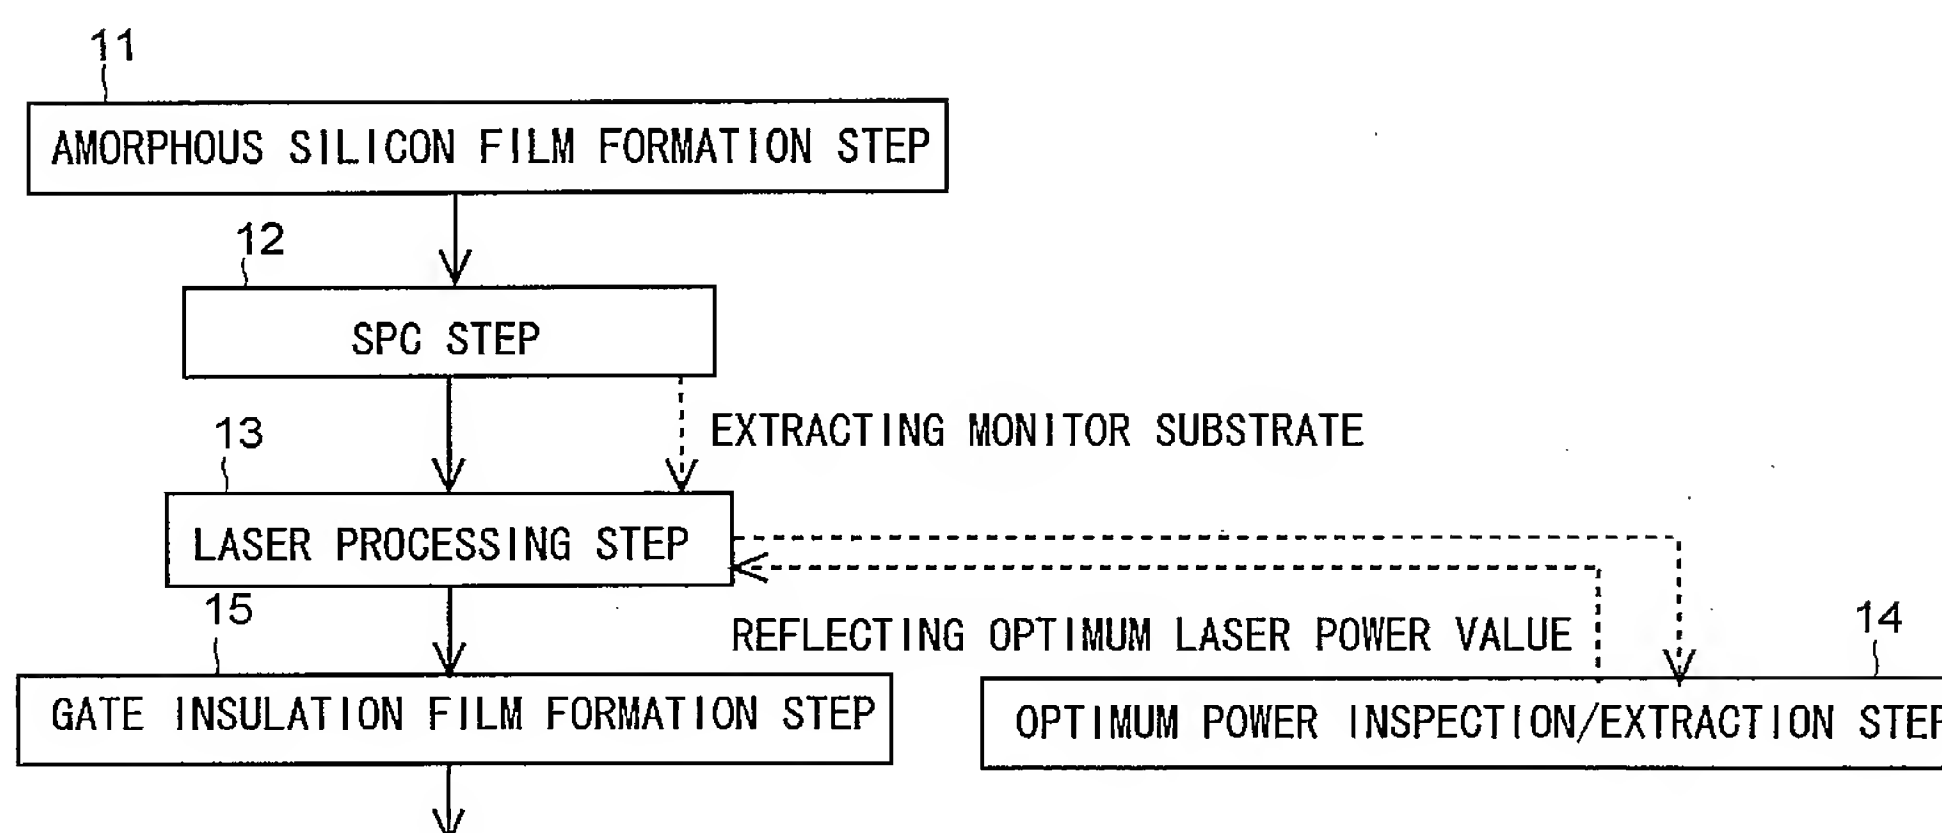 11
AMORPHOUS SILICON FILM FORMATION STEP
12
SPC STEP
EXTRACTING MONITOR SUBSTRATE
13
LASER PROCESSING STEP
15
REFLECTING OPTIMUM LASER POWER VALUE
14
GATE INSULATION FILM FORMATION STEP
OPTIMUM POWER INSPECTION/EXTRACTION STEP